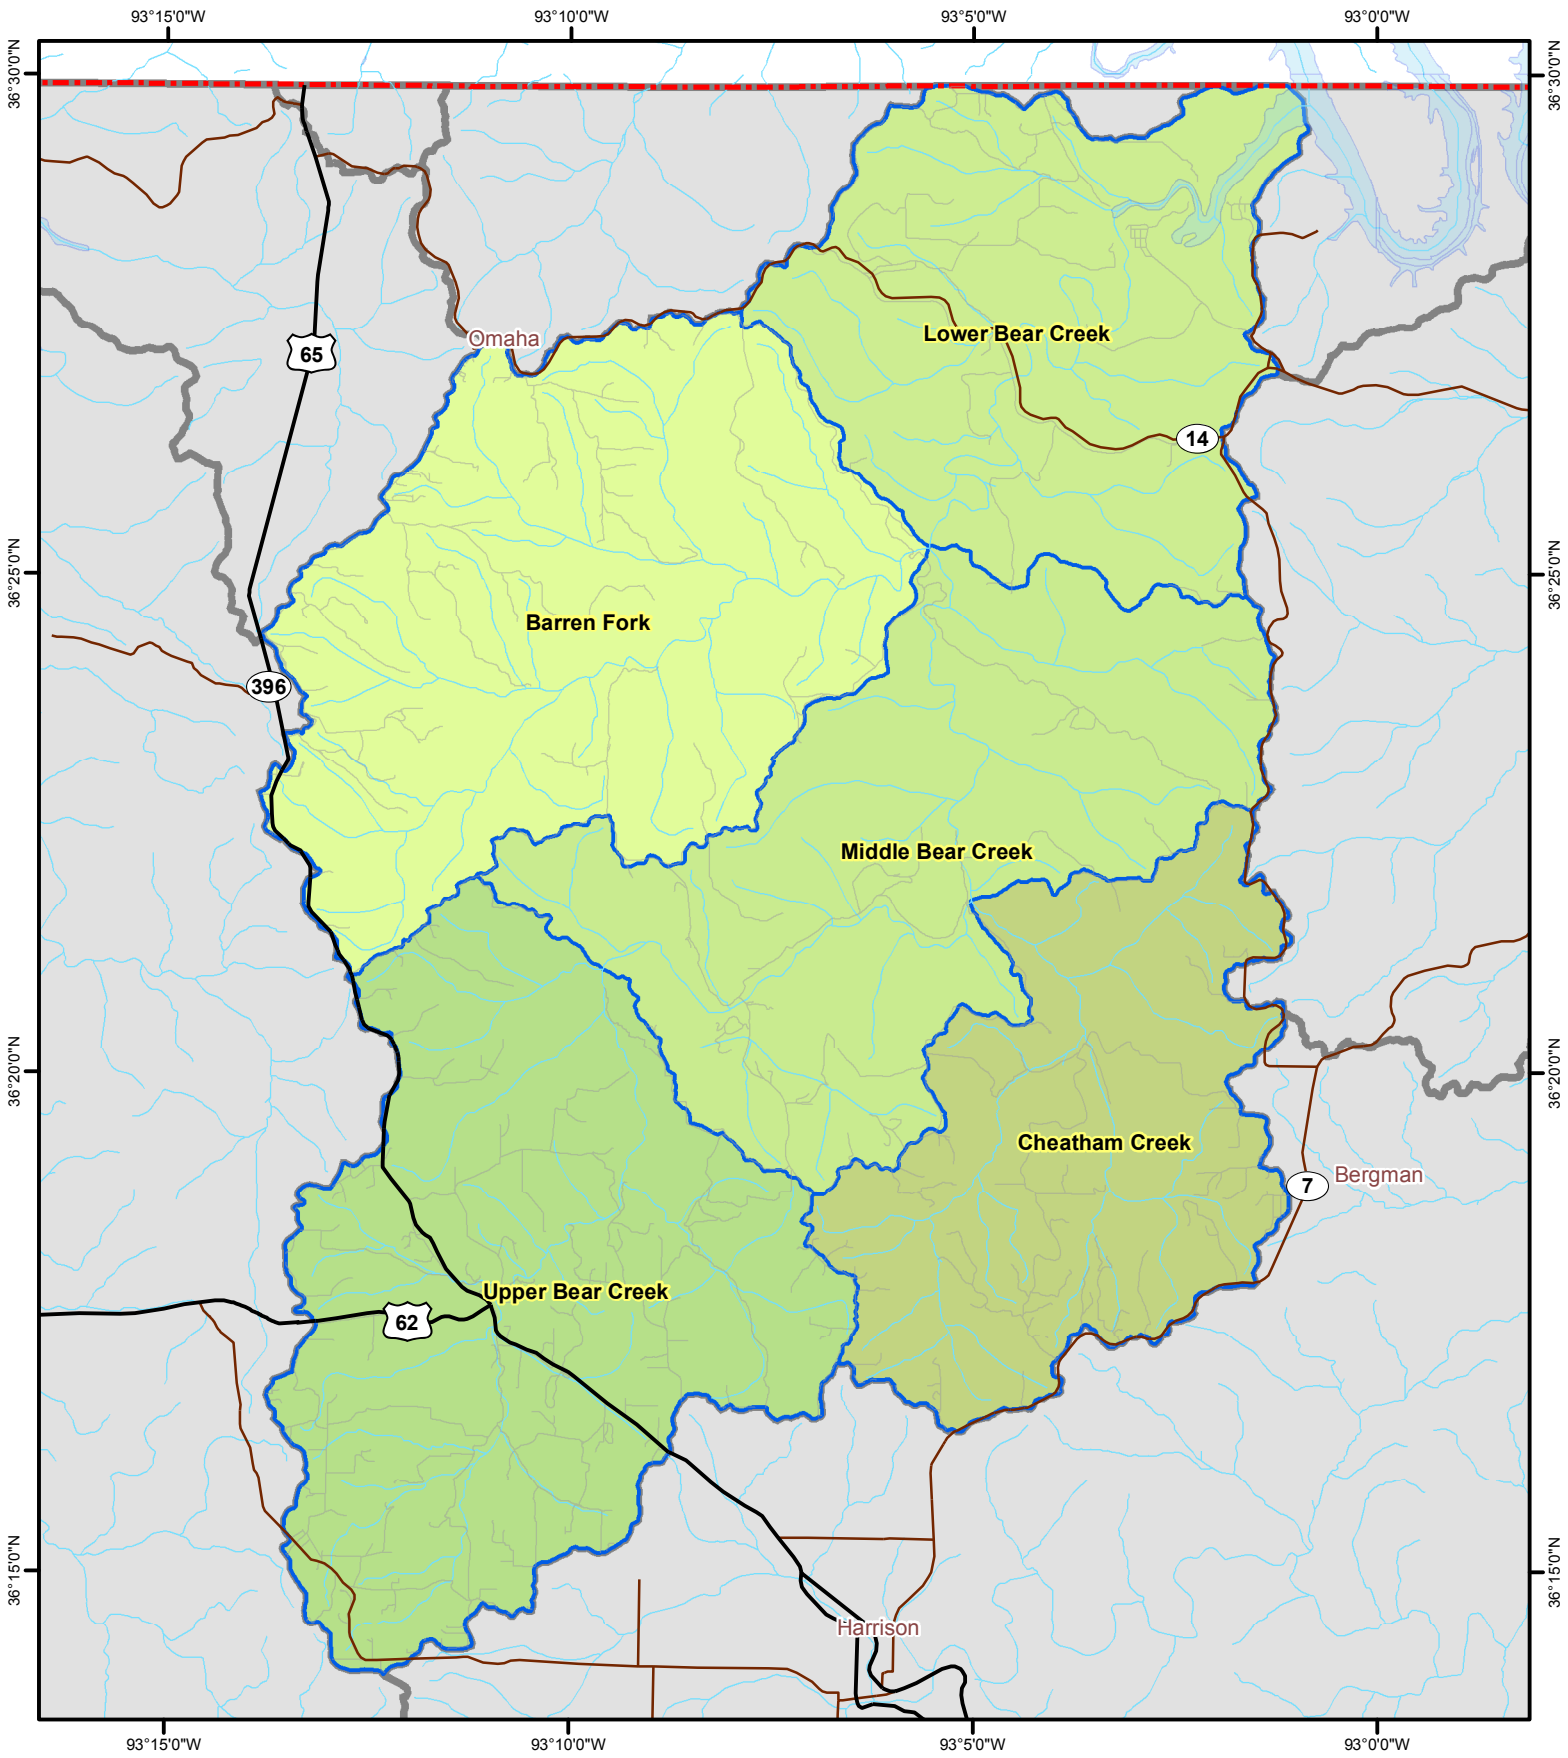 93°15'0"W 93°10'0"W 93°5'0"W 93°0'0"W
36°30'0"N 36°30'0"N
Lower Bear Creek
Omaha
65
14
36°25'0"N 36°25'0"N
Barren Fork
396
Middle Bear Creek
36°20'0"N 36°20'0"N
Cheatham Creek
Bergman
7
Upper Bear Creek
62
36°15'0"N 36°15'0"N
Harrison
93°15'0"W 93°10'0"W 93°5'0"W 93°0'0"W